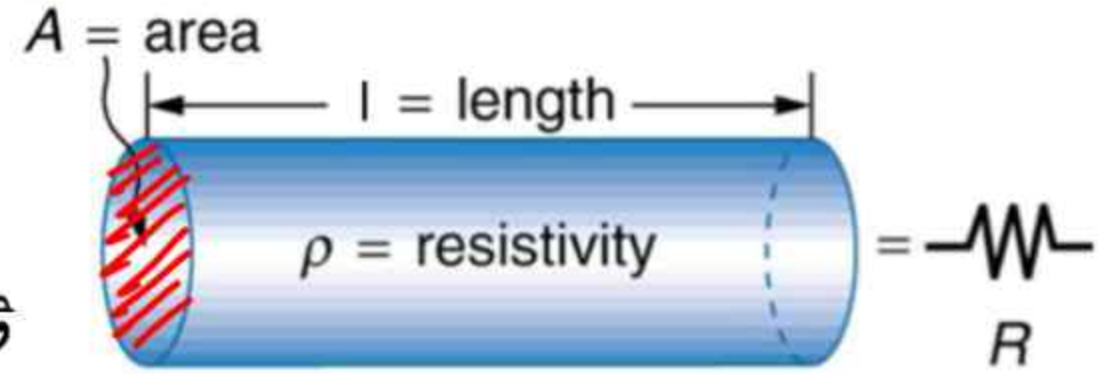 A = area
l = length
ρ = resistivity
=
R